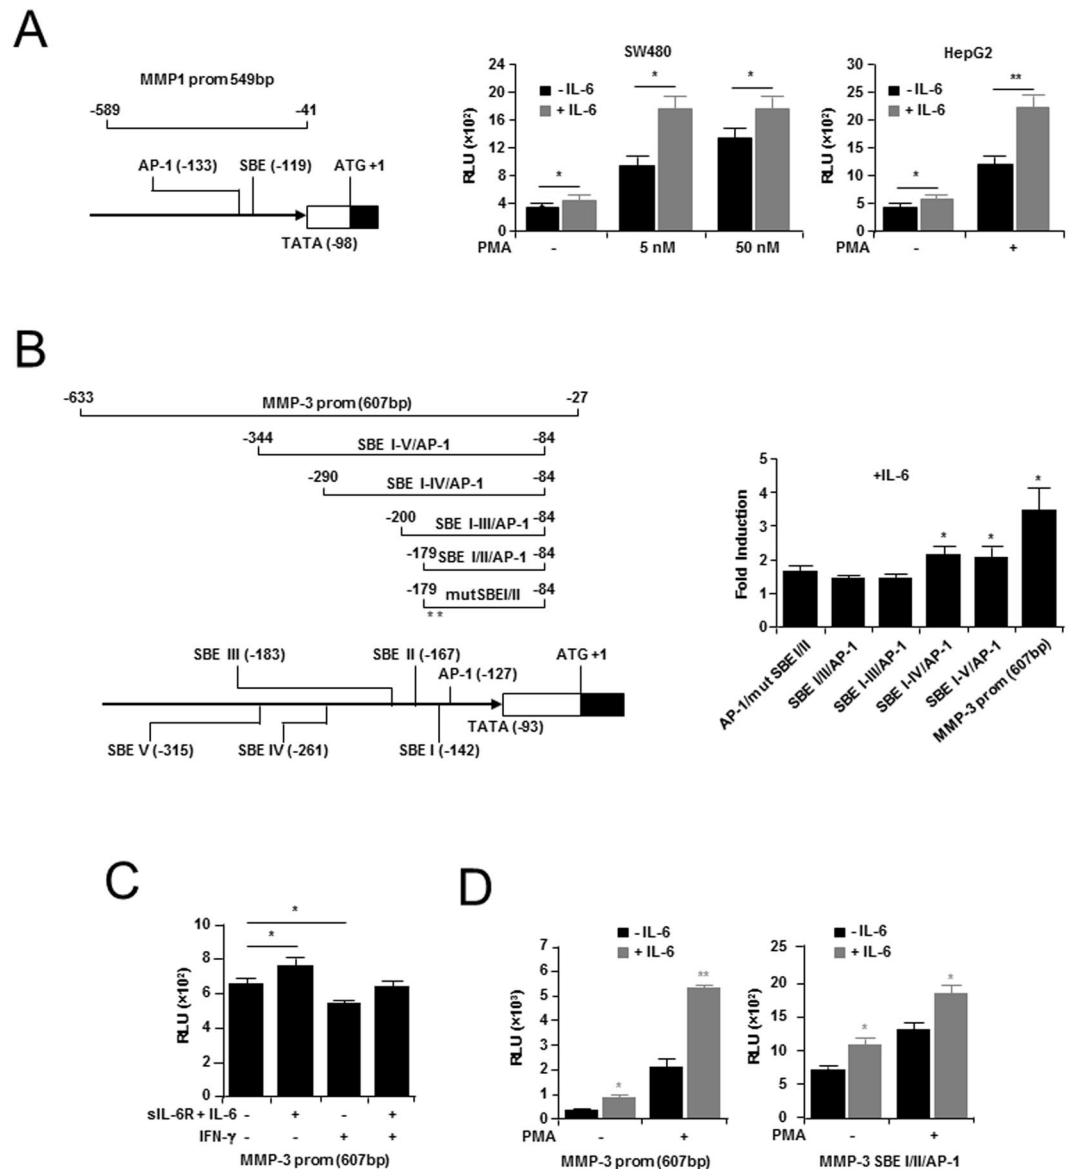 A
MMP1 prom 549bp
-589 -41
AP-1 (-133) SBE (-119) ATG +1
TATA (-98)
SW480
- IL-6
+ IL-6
RLU (×10²)
24
20
16
12
8
4
0
PMA - 5 nM 50 nM
* * *
HepG2
- IL-6
+ IL-6
RLU (×10²)
30
25
20
15
10
5
0
PMA - +
* **
B
-633 MMP-3 prom (607bp) -27
-344 SBE I-V/AP-1 -84
-290 SBE I-IV/AP-1 -84
-200 SBE I-III/AP-1 -84
-179 SBE I/II/AP-1 -84
-179 mutSBEI/II -84
* *
SBE III (-183) SBE II (-167) ATG +1
AP-1 (-127)
TATA (-93)
SBE V (-315) SBE IV (-261) SBE I (-142)
+IL-6
Fold Induction
5
4
3
2
1
0
* * *
AP-1/mut SBE I/II
SBE I/II/AP-1
SBE I-III/AP-1
SBE I-IV/AP-1
SBE I-V/AP-1
MMP-3 prom (607bp)
C
RLU (×10²)
10
8
6
4
2
0
*
*
sIL-6R + IL-6 - + - +
IFN-γ - - + +
MMP-3 prom (607bp)
D
- IL-6
+ IL-6
RLU (×10³)
7
6
5
4
3
2
1
0
* **
PMA - +
MMP-3 prom (607bp)
- IL-6
+ IL-6
RLU (×10²)
25
20
15
10
5
0
* *
PMA - +
MMP-3 SBE I/II/AP-1